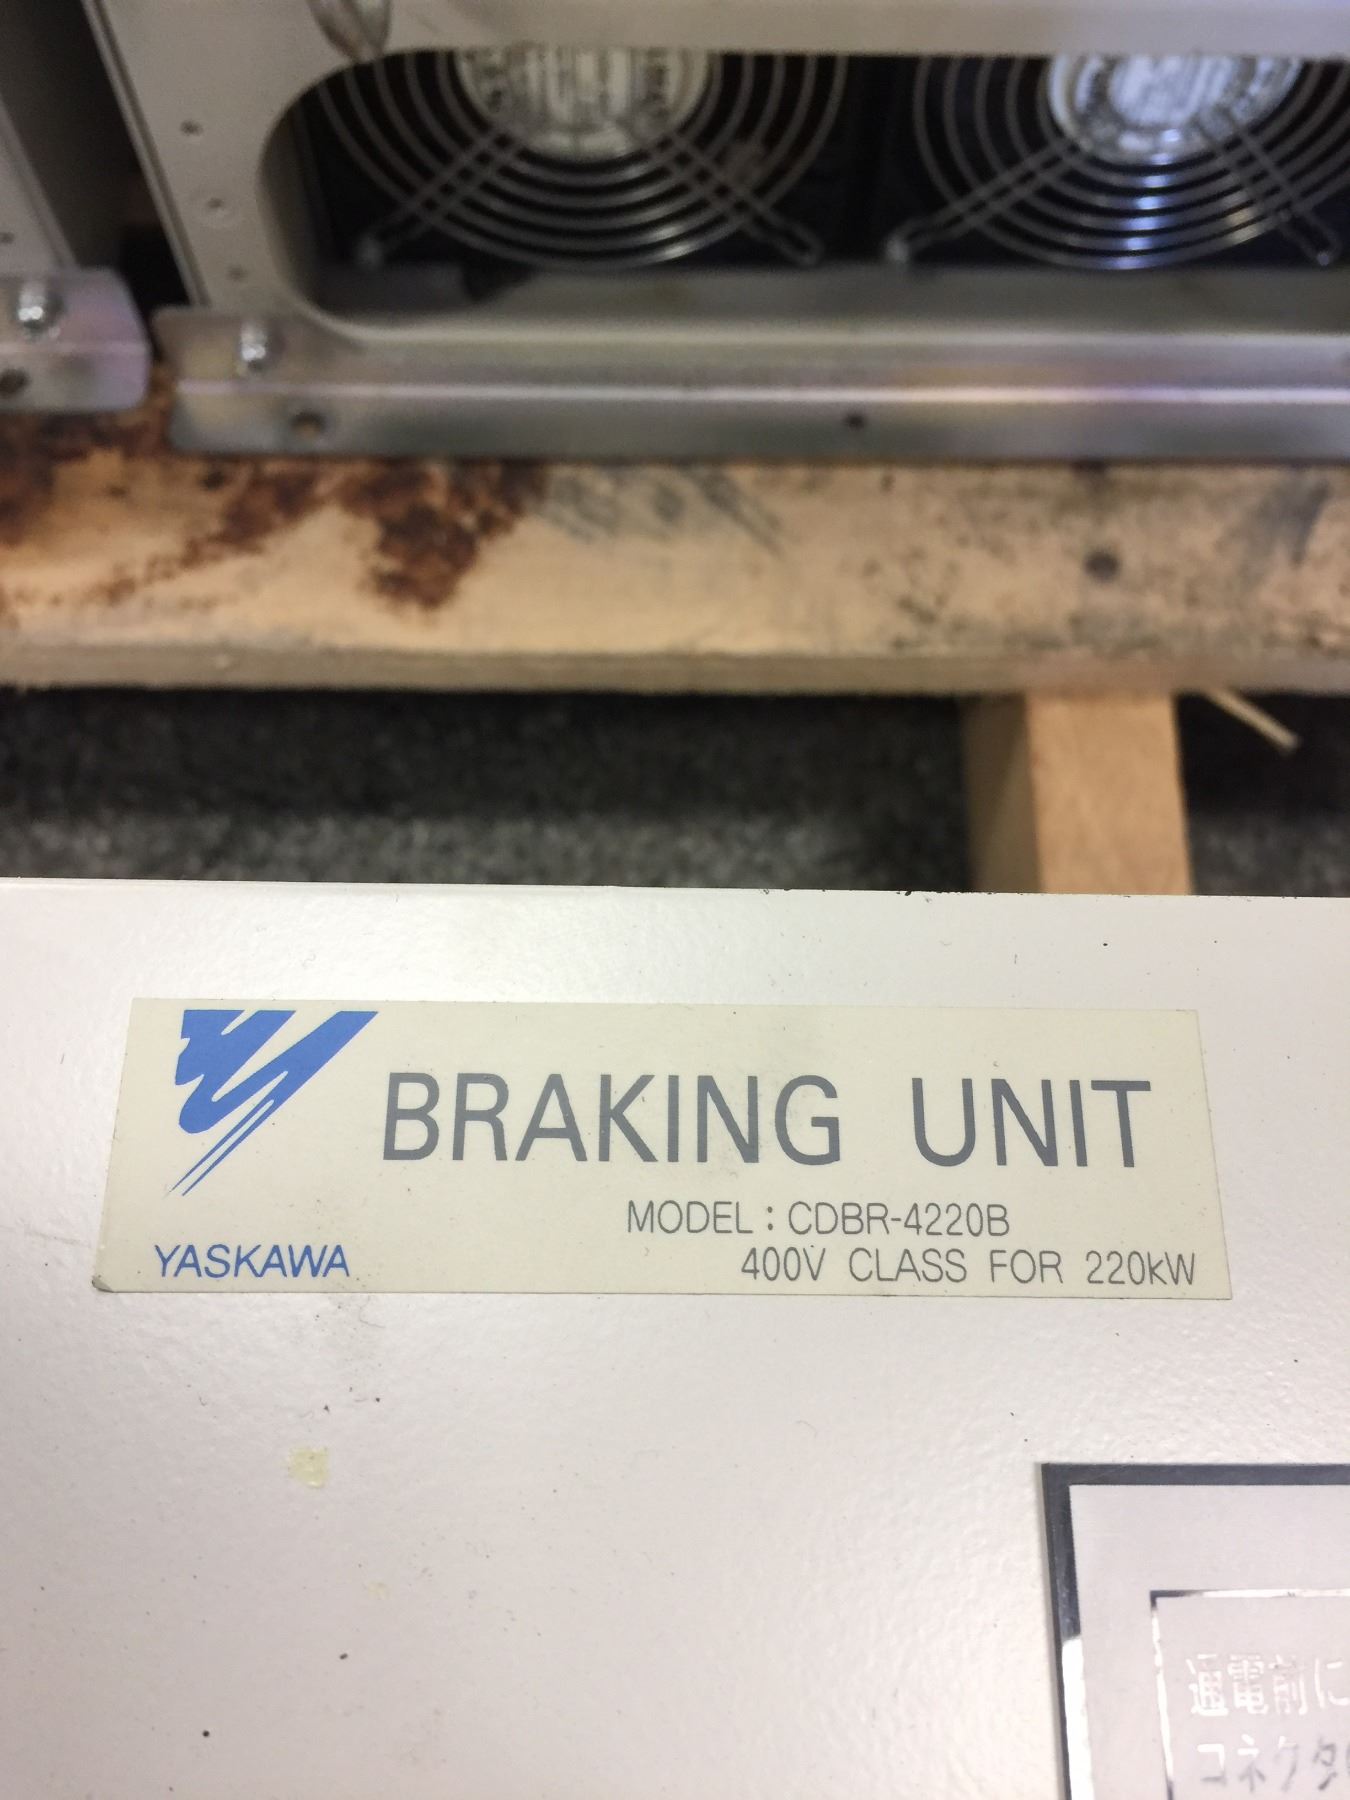 BRAKING UNIT
MODEL : CDBR-4220B
400V CLASS FOR 220kW
YASKAWA
通電前に
コネクタ